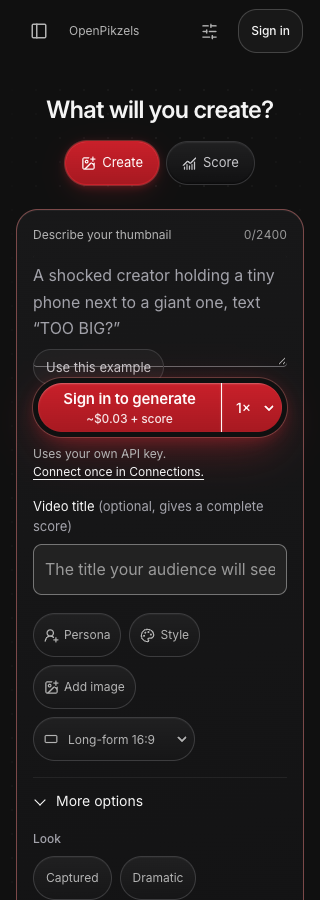 OpenPikzels
Sign in
What will you create?
Create
Score
Describe your thumbnail
0/2400
A shocked creator holding a tiny
phone next to a giant one, text
“TOO BIG?”
Use this example
Sign in to generate
~$0.03 + score
1×
Uses your own API key.
Connect once in Connections.
Video title (optional, gives a complete
score)
The title your audience will see
Persona
Style
Add image
Long-form 16:9
More options
Look
Captured
Dramatic